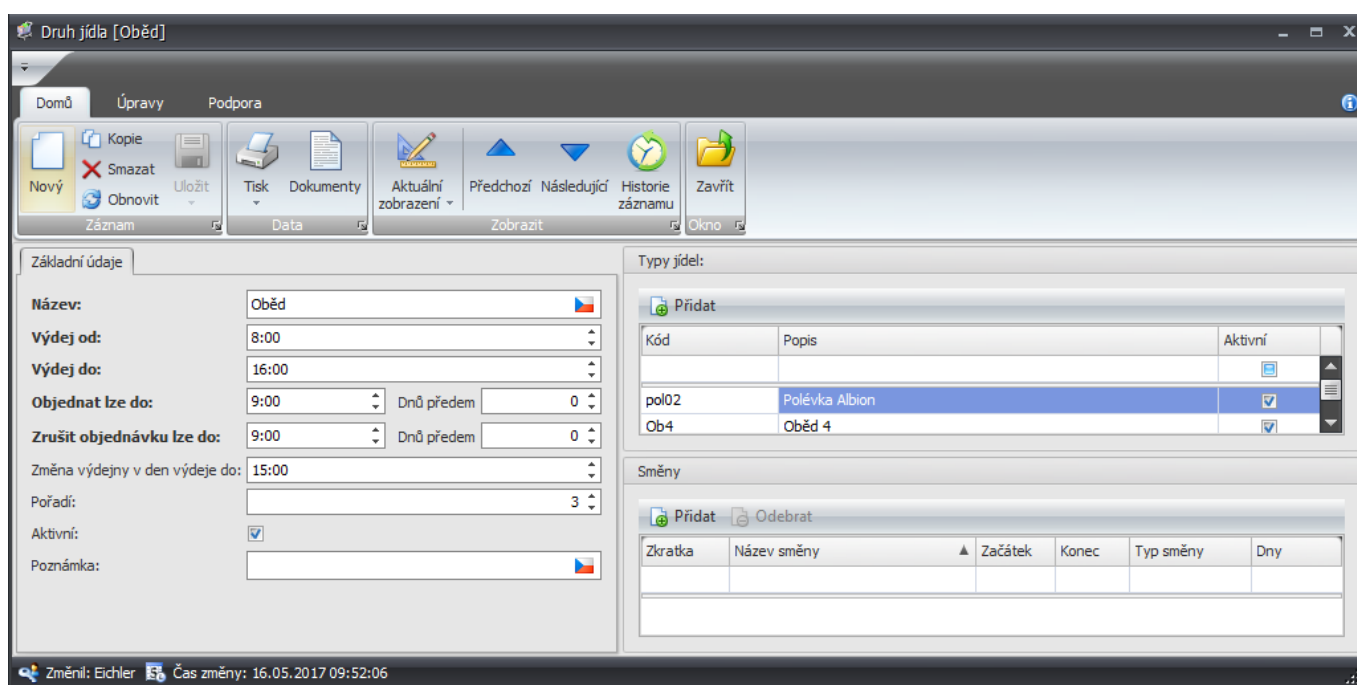 Druh jídla [Oběd]
Domů Úpravy Podpora
Nový Kopie Smazat Obnovit Uložit Tisk Dokumenty Aktuální zobrazení Předchozí Následující Historie záznamu Zavřít
Záznam Data Zobrazit Okno
Základní údaje
Název: Oběd
Výdej od: 8:00
Výdej do: 16:00
Objednat lze do: 9:00 Dnů předem 0
Zrušit objednávku lze do: 9:00 Dnů předem 0
Změna výdejny v den výdeje do: 15:00
Pořadí: 3
Aktivní:
Poznámka:
Typy jídel:
Přidat
Kód Popis Aktivní
pol02 Polévka Albion
Ob4 Oběd 4
Směny
Přidat Odebrat
Zkratka Název směny Začátek Konec Typ směny Dny
Změnil: Eichler Čas změny: 16.05.2017 09:52:06